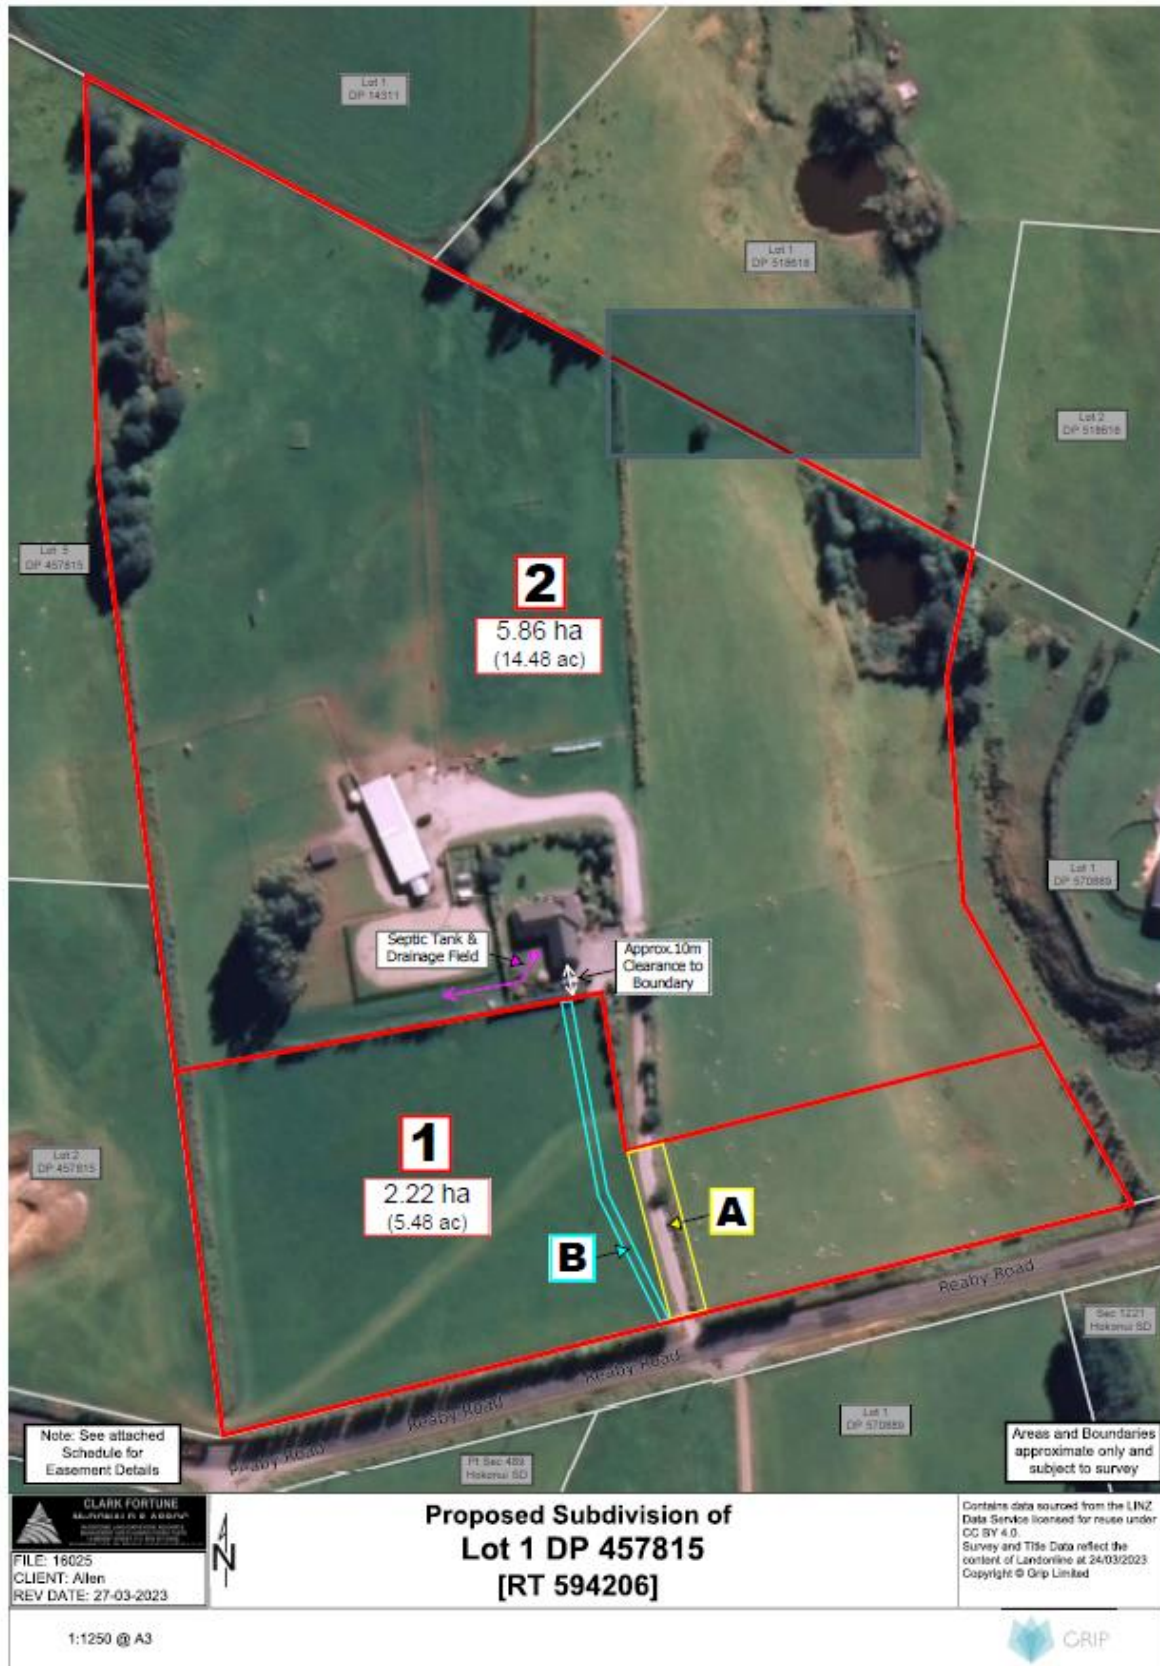 Lot 1
DP 14311
Lot 1
DP 518618
Lot 2
DP 518618
Lot 5
DP 457815
2
5.86 ha
(14.48 ac)
Lot 1
DP 570889
Septic Tank &
Drainage Field
Approx.10m
Clearance to
Boundary
1
2.22 ha
(5.48 ac)
Lot 2
DP 457815
A
B
Reaby Road
Reaby Road
Reaby Road
Reaby Road
Sec 1221
Hokonui SD
Lot 1
DP 570889
Pt Sec 489
Hokonui SD
Note: See attached
Schedule for
Easement Details
Areas and Boundaries
approximate only and
subject to survey
CLARK FORTUNE
McDONALD & ASSOC
FILE: 16025
CLIENT: Allen
REV DATE: 27-03-2023
N
Proposed Subdivision of
Lot 1 DP 457815
[RT 594206]
Contains data sourced from the LINZ
Data Service licensed for reuse under
CC BY 4.0.
Survey and Title Data reflect the
content of Landonline at 24/03/2023
Copyright © Grip Limited
1:1250 @ A3
GRIP